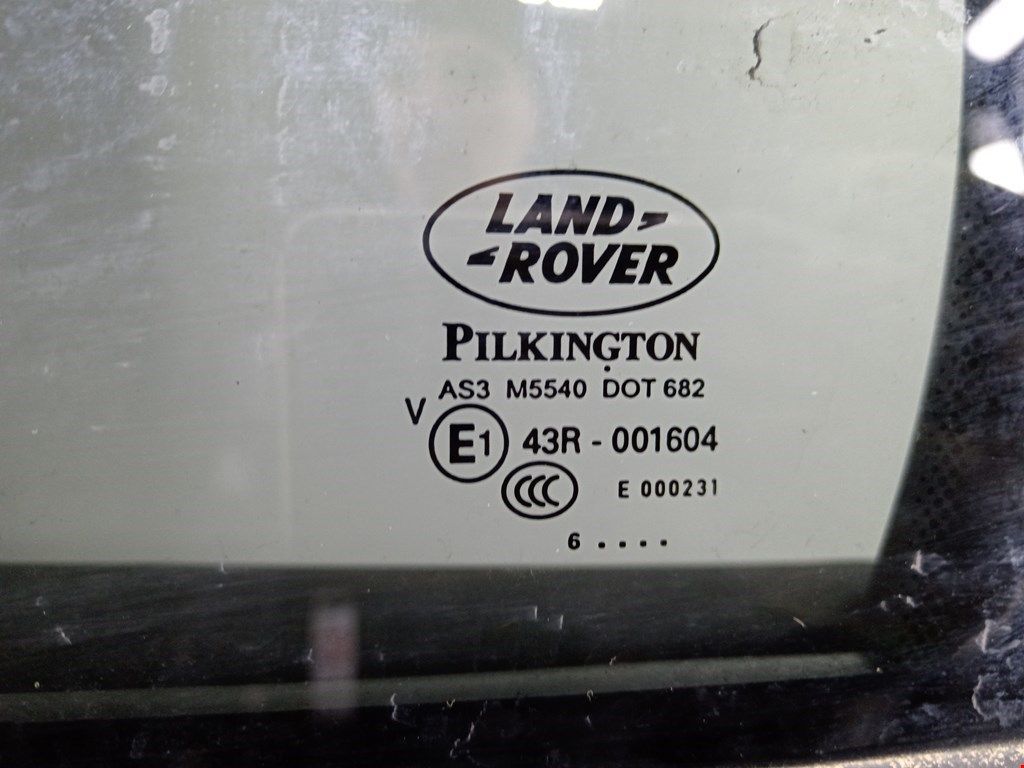 LAND
ROVER
PILKINGTON
AS3 M5540 DOT 682
V
E1 43R - 001604
CCC E 000231
6 . . . .